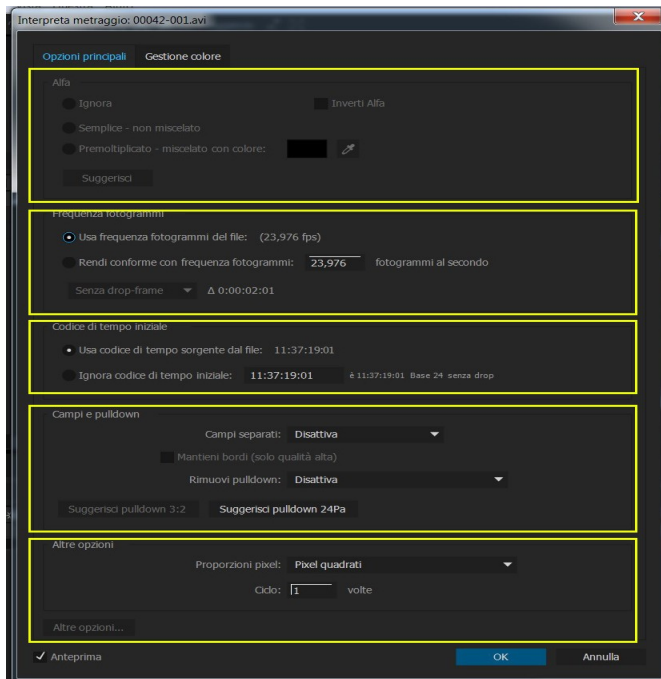 Interpreta metraggio: 00042-001.avi
Opzioni principali Gestione colore
Alfa
Ignora Inverti Alfa
Semplice - non miscelato
Premoltiplicato - miscelato con colore:
Suggerisci
Frequenza fotogrammi
Usa frequenza fotogrammi del file: (23,976 fps)
Rendi conforme con frequenza fotogrammi: 23,976 fotogrammi al secondo
Senza drop-frame Δ 0:00:02:01
Codice di tempo iniziale
Usa codice di tempo sorgente dal file: 11:37:19:01
Ignora codice di tempo iniziale: 11:37:19:01 è 11:37:19:01 Base 24 senza drop
Campi e pulldown
Campi separati: Disattiva
Mantieni bordi (solo qualità alta)
Rimuovi pulldown: Disattiva
Suggerisci pulldown 3:2 Suggerisci pulldown 24Pa
Altre opzioni
Proporzioni pixel: Pixel quadrati
Ciclo: 1 volte
Altre opzioni...
Anteprima OK Annulla